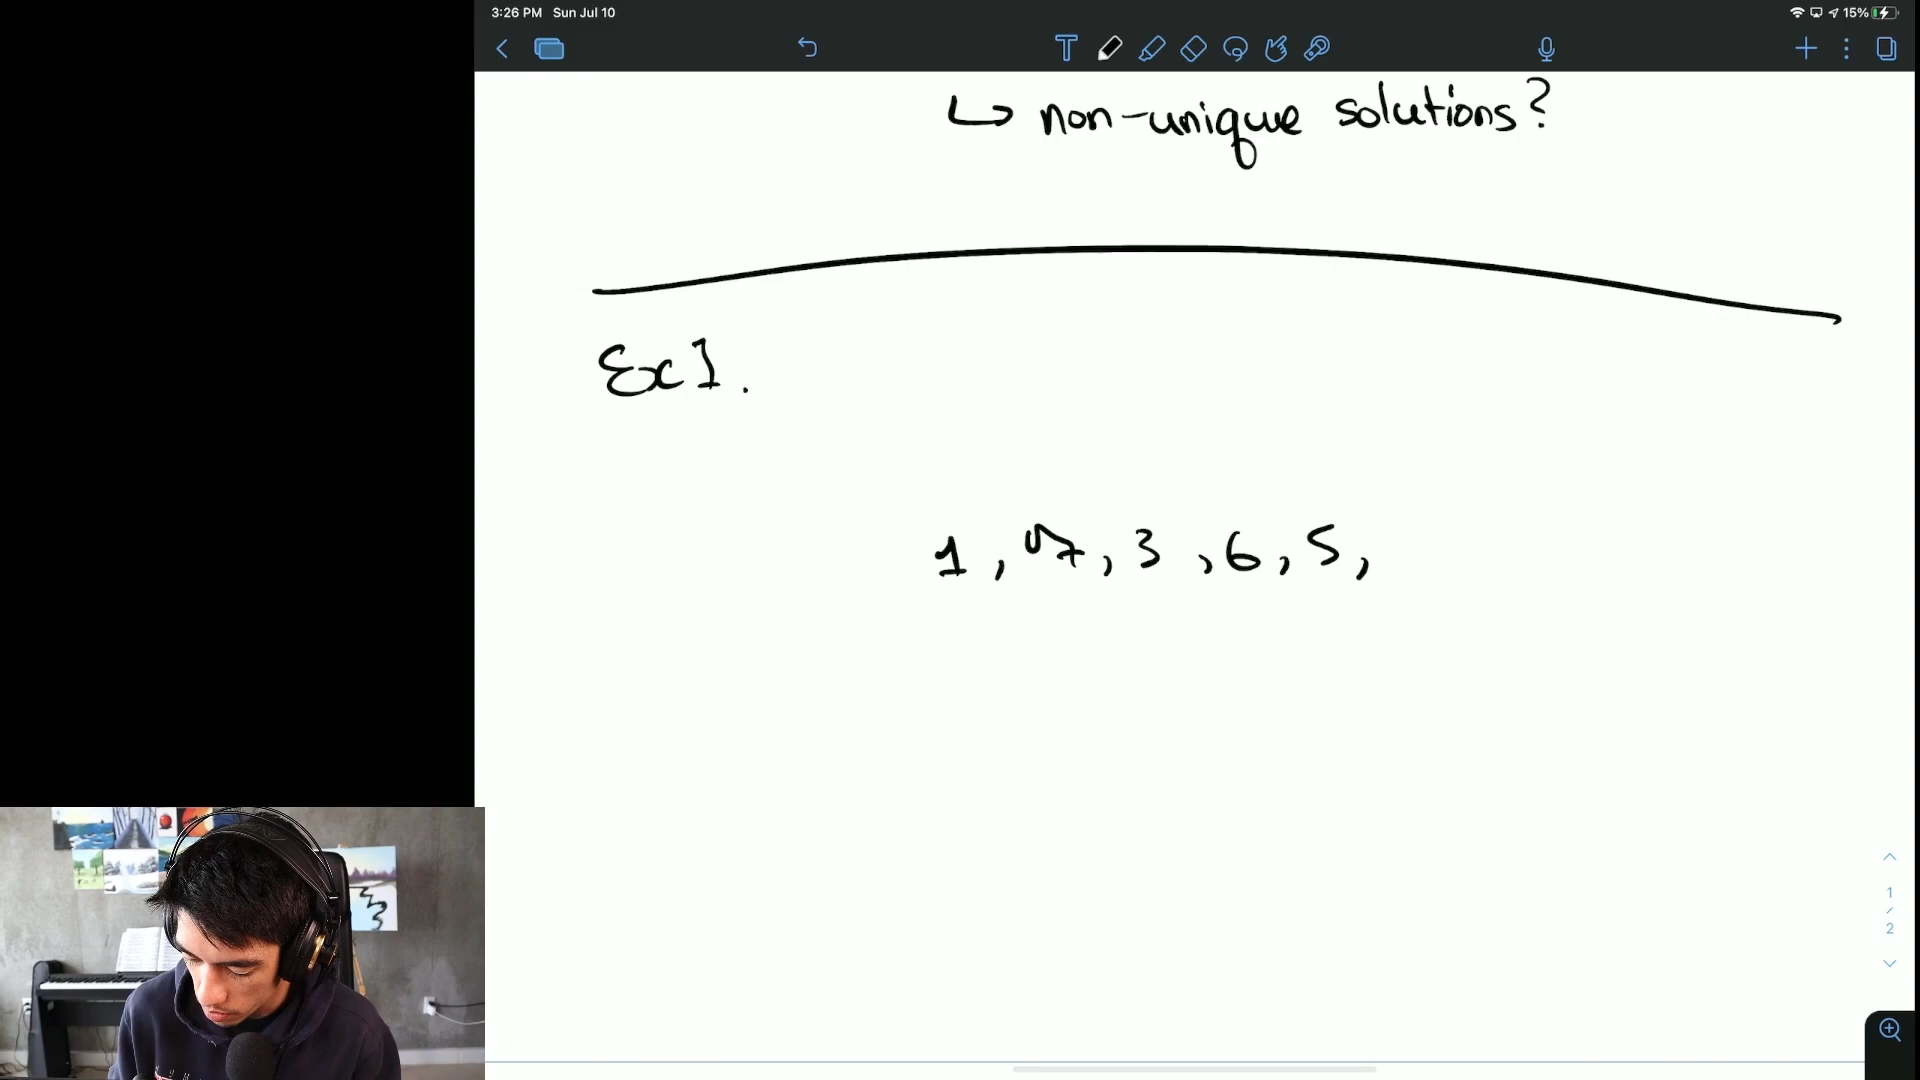 3:26 PM Sun Jul 10
15%
↳ non-unique solutions?
Ex 1.
1, 7, 3, 6, 5,
1
/
2